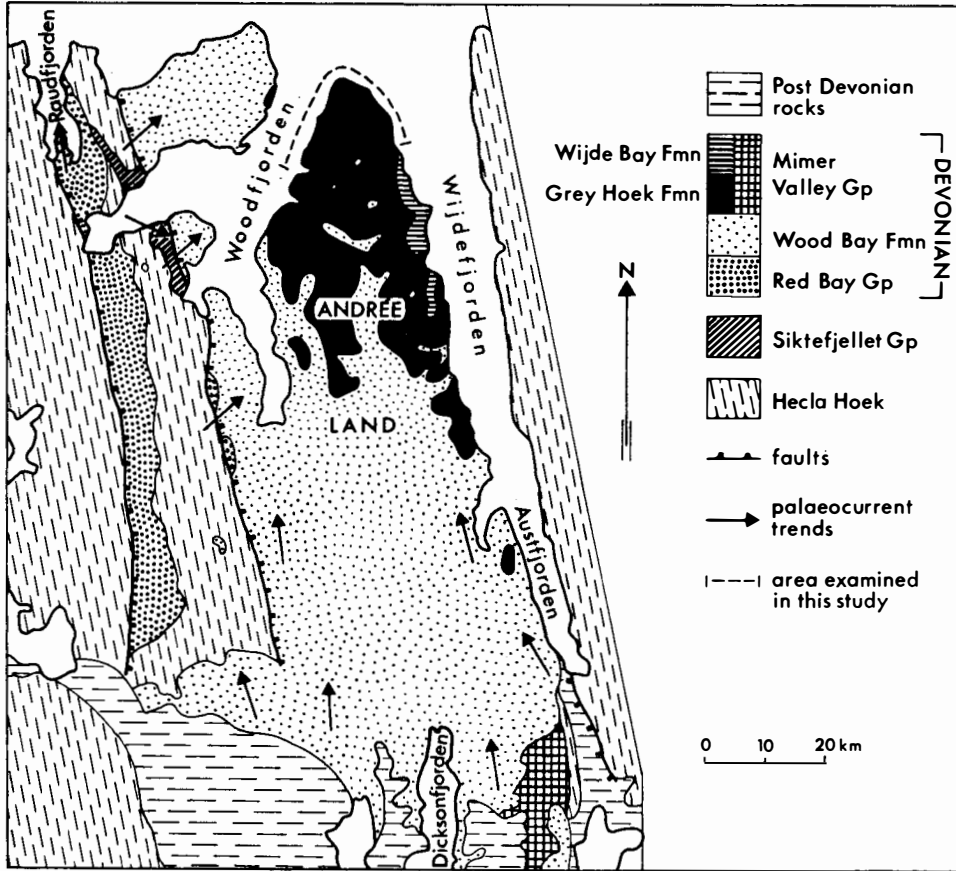 Raudfjorden
Woodfjorden
Wijdefjorden
ANDRÉE
LAND
Austfjorden
Dicksonfjorden
Post Devonian
rocks
Wijde Bay Fmn
Grey Hoek Fmn
Mimer
Valley Gp
Wood Bay Fmn
Red Bay Gp
DEVONIAN
Siktefjellet Gp
Hecla Hoek
faults
palaeocurrent
trends
area examined
in this study
N
0 10 20 km